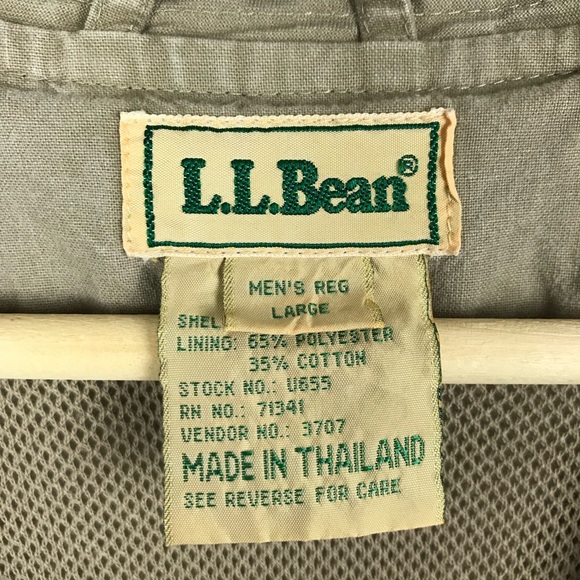 L.L.Bean®
MEN'S REG
LARGE
LINING: 65% POLYESTER
35% COTTON
STOCK NO.: U655
RN NO.: 71341
VENDOR NO.: 3707
MADE IN THAILAND
SEE REVERSE FOR CARE